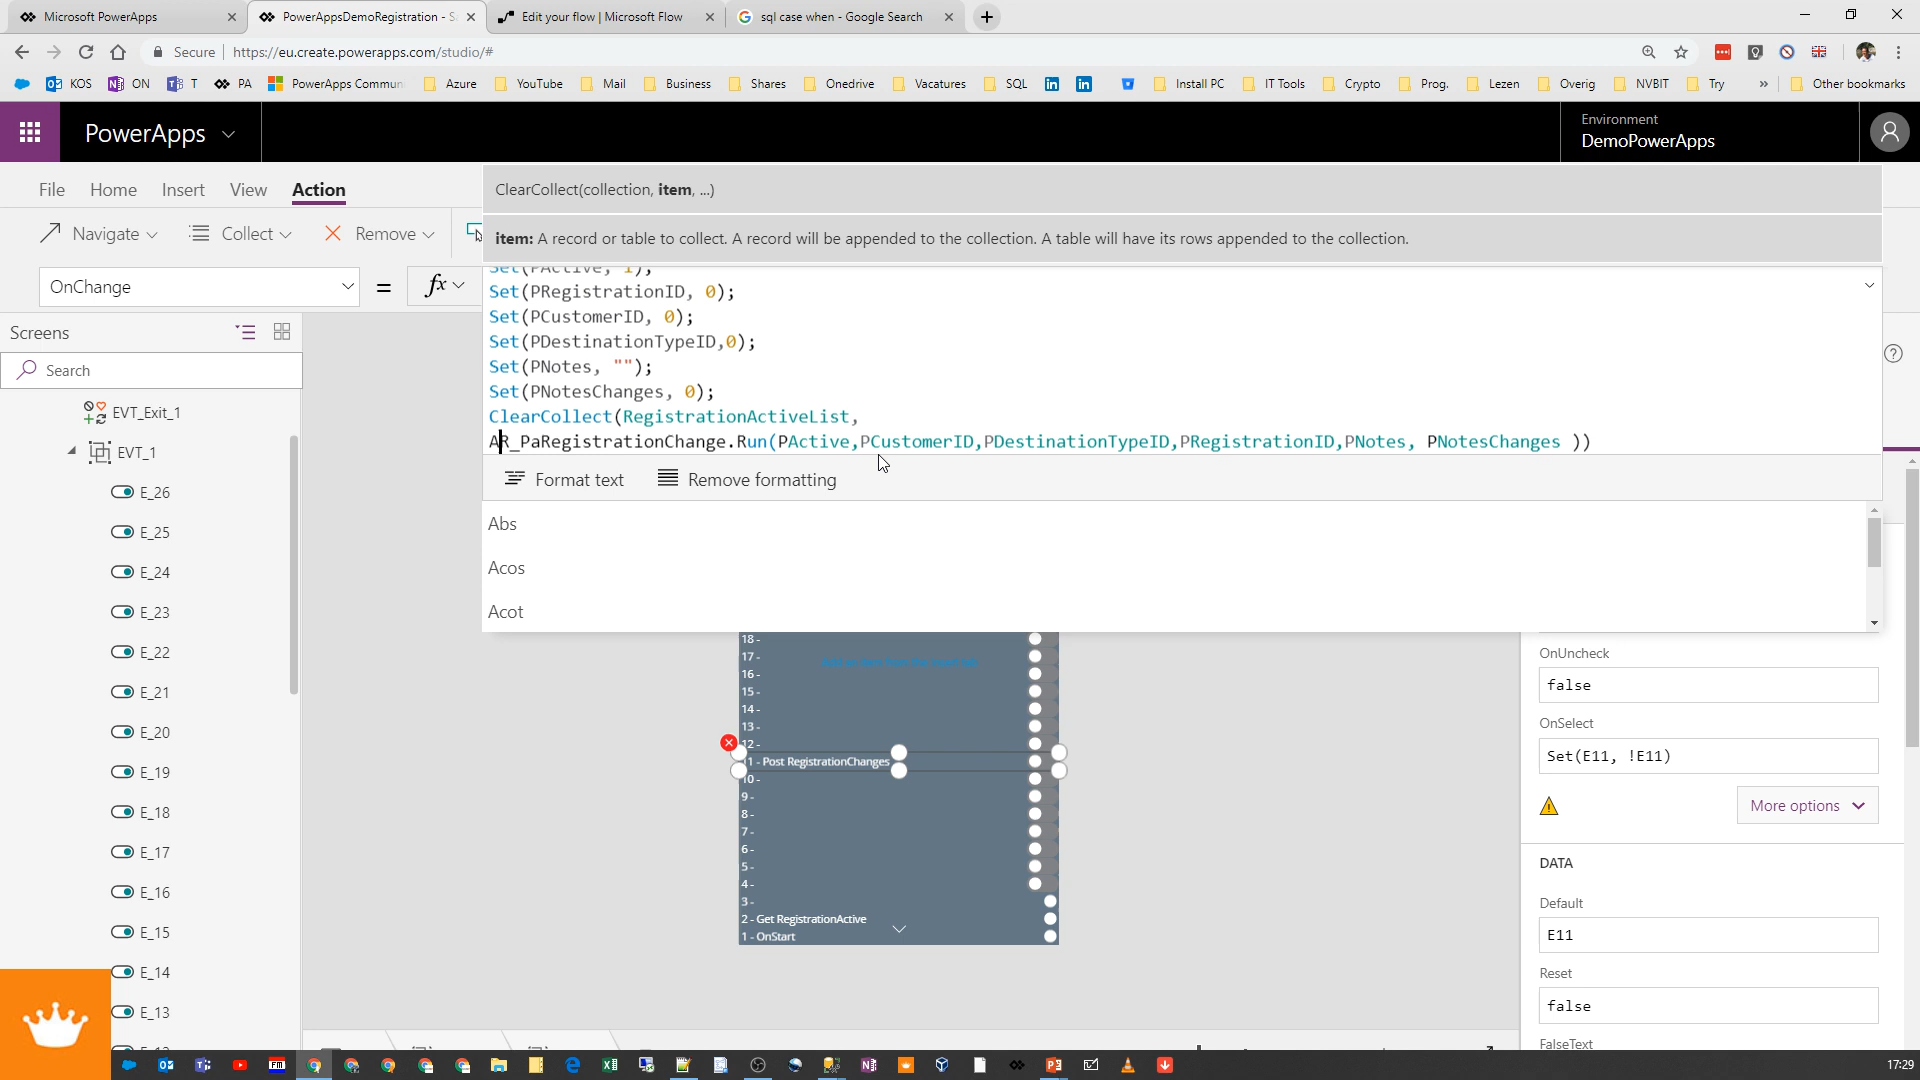 Microsoft PowerApps
PowerAppsDemoRegistration - S
Edit your flow | Microsoft Flow
sql case when - Google Search
Secure
https://eu.create.powerapps.com/studio/#
KOS
ON
T
PA
PowerApps Commun
Azure
YouTube
Mail
Business
Shares
Onedrive
Vacatures
SQL
Install PC
IT Tools
Crypto
Prog.
Lezen
Overig
NVBIT
Try
»
Other bookmarks
PowerApps
Environment
DemoPowerApps
File
Home
Insert
View
Action
ClearCollect(collection, item, ...)
Navigate
Collect
Remove
item: A record or table to collect. A record will be appended to the collection. A table will have its rows appended to the collection.
OnChange
=
fx
Set(PActive, 1);
Set(PRegistrationID, 0);
Set(PCustomerID, 0);
Set(PDestinationTypeID,0);
Set(PNotes, "");
Set(PNotesChanges, 0);
ClearCollect(RegistrationActiveList,
AR_PaRegistrationChange.Run(PActive,PCustomerID,PDestinationTypeID,PRegistrationID,PNotes, PNotesChanges ))
Format text
Remove formatting
Abs
Acos
Acot
Screens
Search
EVT_Exit_1
EVT_1
E_26
E_25
E_24
E_23
E_22
E_21
E_20
E_19
E_18
E_17
E_16
E_15
E_14
E_13
18 -
17 -
16 -
15 -
14 -
13 -
12 -
11 - Post RegistrationChanges
10 -
9 -
8 -
7 -
6 -
5 -
4 -
3 -
2 - Get RegistrationActive
1 - OnStart
OnUncheck
false
OnSelect
Set(E11, !E11)
More options
DATA
Default
E11
Reset
false
FalseText
17:29